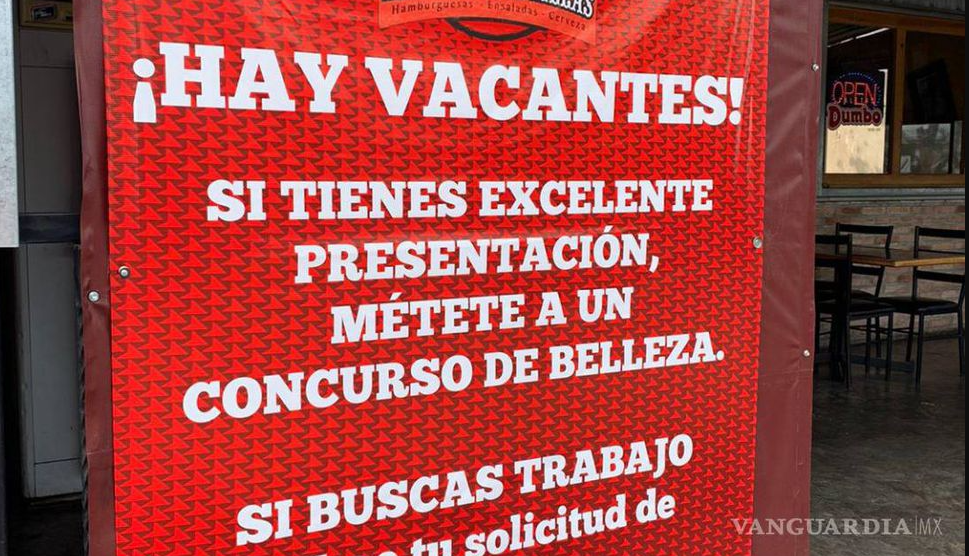 Hamburguesas - Ensaladas - Cerveza
¡HAY VACANTES!
OPEN
Dumbo
SI TIENES EXCELENTE
PRESENTACIÓN,
MÉTETE A UN
CONCURSO DE BELLEZA.
SI BUSCAS TRABAJO
tu solicitud de
VANGUARDIA|MX